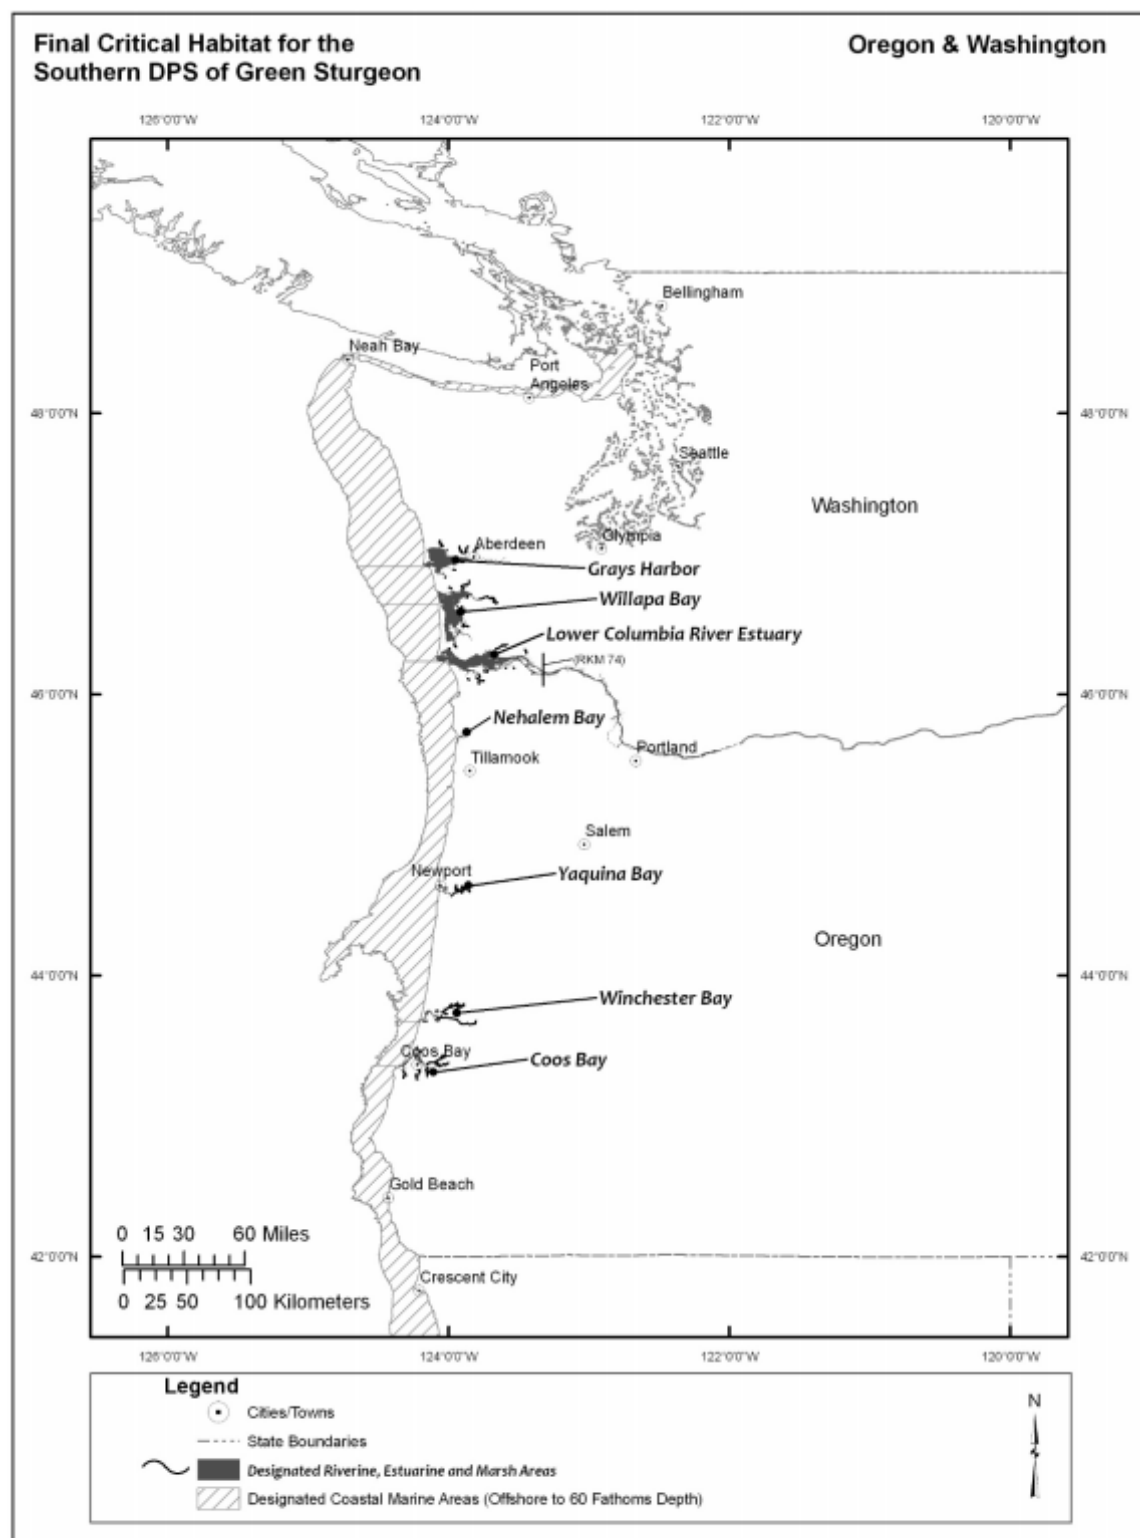 Final Critical Habitat for the
Southern DPS of Green Sturgeon
Oregon & Washington
126°0'0"W 124°0'0"W 122°0'0"W 120°0'0"W
Bellingham
Neah Bay
Port
Angeles
48°0'0"N 48°0'0"N
Seattle
Washington
Olympia
Aberdeen
Grays Harbor
Willapa Bay
Lower Columbia River Estuary
(RKM 74)
46°0'0"N 46°0'0"N
Nehalem Bay
Portland
Tillamook
Salem
Newport
Yaquina Bay
Oregon
44°0'0"N 44°0'0"N
Winchester Bay
Coos Bay
Coos Bay
Gold Beach
0 15 30 60 Miles
42°0'0"N 42°0'0"N
Crescent City
0 25 50 100 Kilometers
126°0'0"W 124°0'0"W 122°0'0"W 120°0'0"W
Legend
Cities/Towns
State Boundaries
Designated Riverine, Estuarine and Marsh Areas
Designated Coastal Marine Areas (Offshore to 60 Fathoms Depth)
N